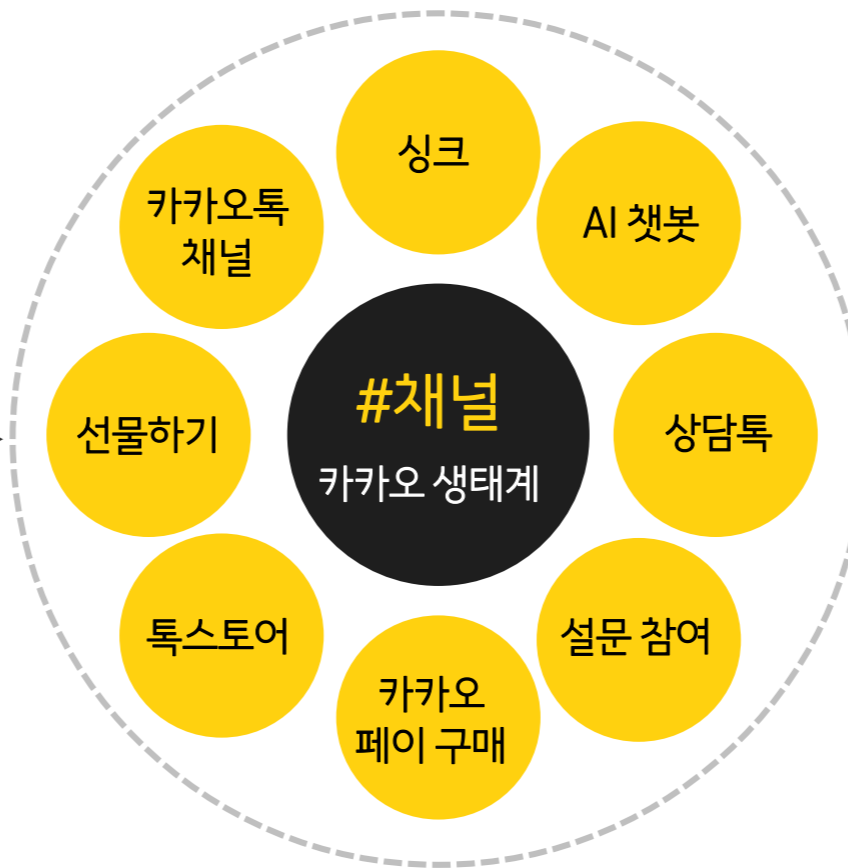 싱크
카카오톡
채널
AI 챗봇
선물하기
#채널
카카오 생태계
상담톡
톡스토어
설문 참여
카카오
페이 구매